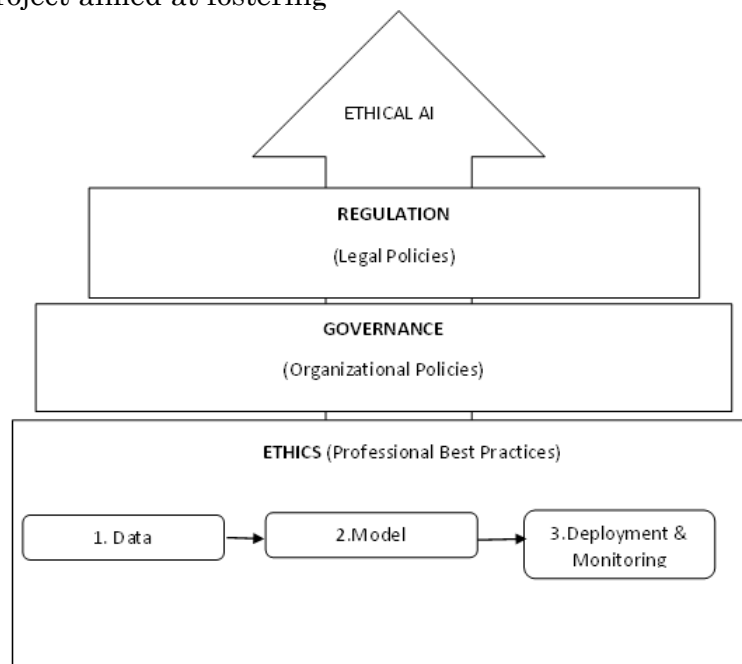 roject aimed at fostering
ETHICAL AI
REGULATION
(Legal Policies)
GOVERNANCE
(Organizational Policies)
ETHICS (Professional Best Practices)
1. Data
2.Model
3.Deployment &
Monitoring